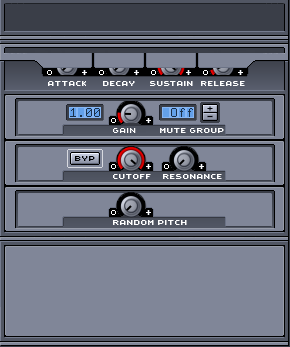 ATTACK DECAY SUSTAIN RELEASE
1.00 Off
GAIN MUTE GROUP
BYP
CUTOFF RESONANCE
RANDOM PITCH